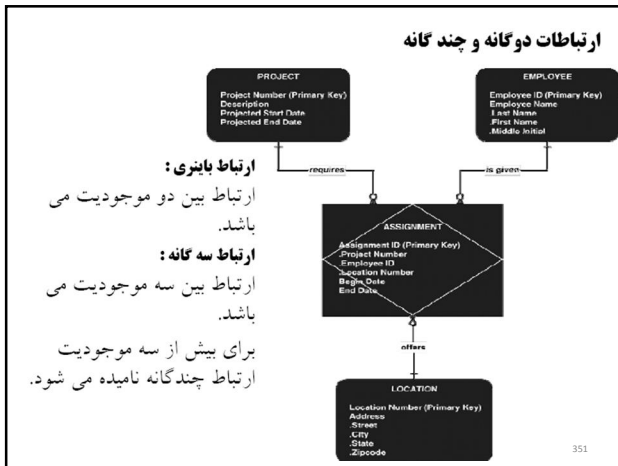 ارتباطات دوگانه و چند گانه
PROJECT
Project Number (Primary Key)
Description
Projected Start Date
Projected End Date
EMPLOYEE
Employee ID (Primary Key)
Employee Name
.Last Name
.First Name
.Middle Initial
requires
is given
ارتباط باینری :
ارتباط بین دو موجودیت می
باشد.
ارتباط سه گانه :
ارتباط بین سه موجودیت می
باشد.
برای بیش از سه موجودیت
ارتباط چندگانه نامیده می شود.
ASSIGNMENT
Assignment ID (Primary Key)
.Project Number
.Employee ID
.Location Number
Begin Date
End Date
offers
LOCATION
Location Number (Primary Key)
Address
.Street
.City
.State
.Zipcode
351